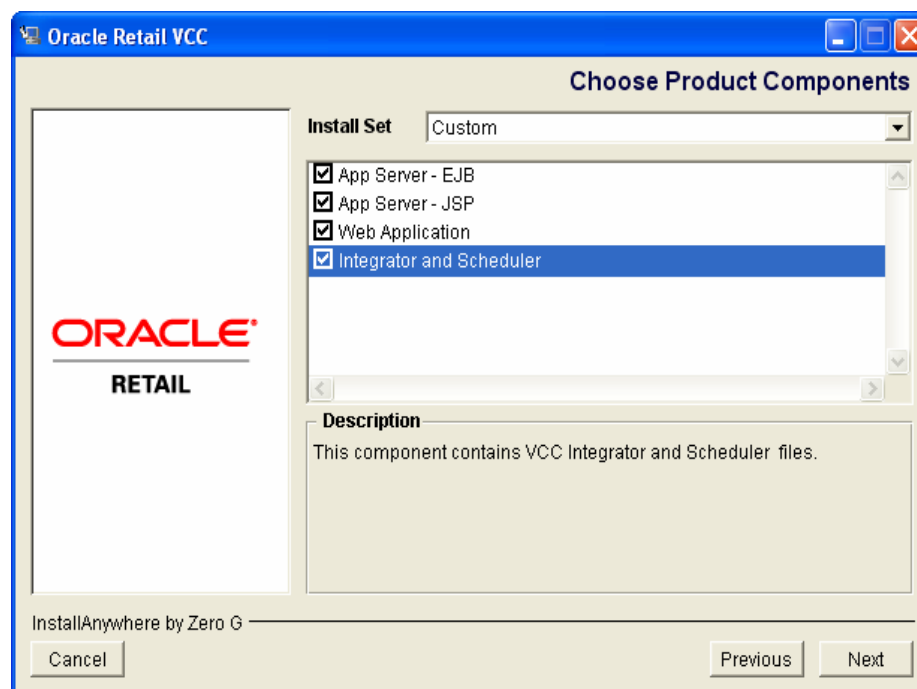 Oracle Retail VCC
Choose Product Components
Install Set Custom
App Server - EJB
App Server - JSP
Web Application
Integrator and Scheduler
ORACLE
RETAIL
Description
This component contains VCC Integrator and Scheduler files.
InstallAnywhere by Zero G
Cancel Previous Next